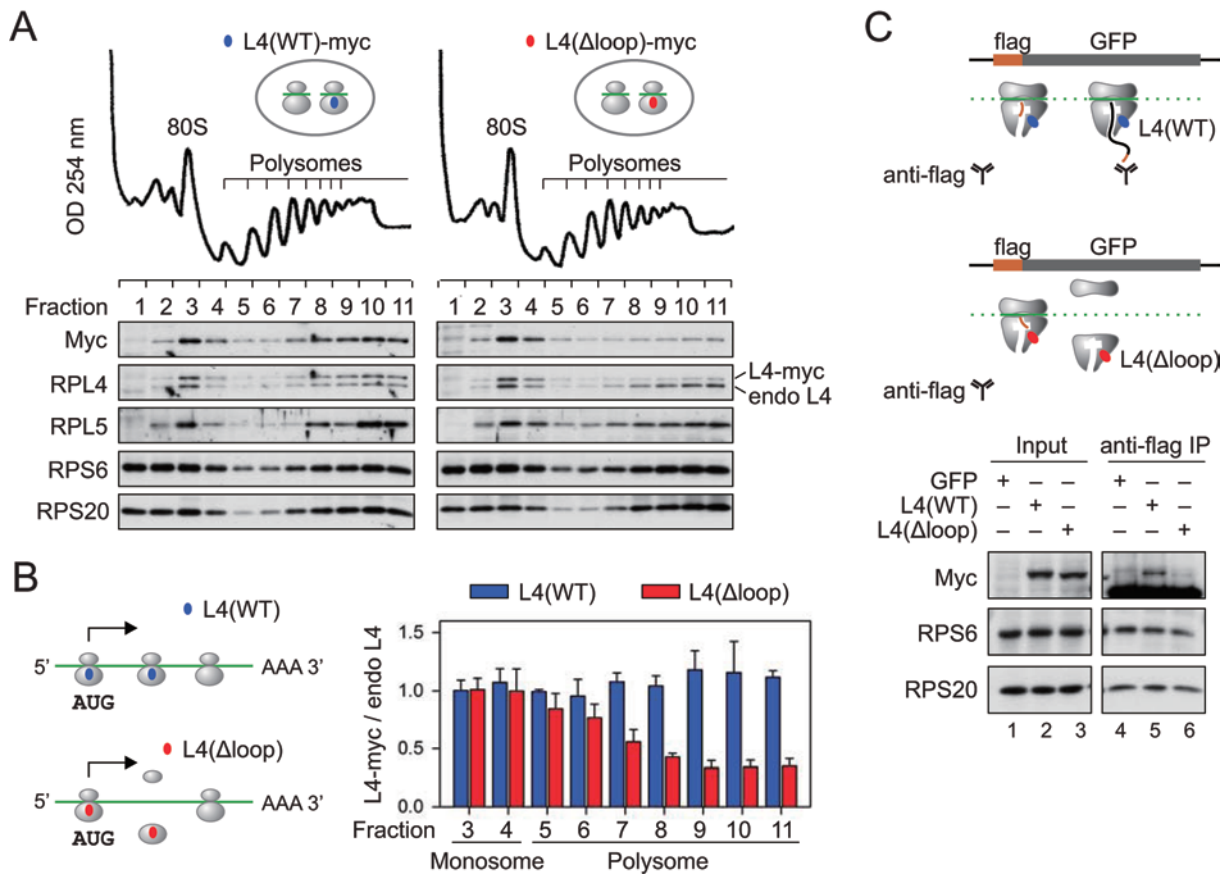 A
L4(WT)-myc
L4(Δloop)-myc
OD 254 nm
80S
Polysomes
80S
Polysomes
Fraction 1 2 3 4 5 6 7 8 9 10 11 1 2 3 4 5 6 7 8 9 10 11
Myc
RPL4
L4-myc
endo L4
RPL5
RPS6
RPS20
B
L4(WT)
5' AAA 3'
AUG
L4(Δloop)
5' AAA 3'
AUG
L4(WT) L4(Δloop)
L4-myc / endo L4
1.5
1.0
0.5
0.0
Fraction 3 4 5 6 7 8 9 10 11
Monosome Polysome
C
flag GFP
L4(WT)
anti-flag
flag GFP
L4(Δloop)
anti-flag
Input anti-flag IP
GFP + – – + – –
L4(WT) – + – – + –
L4(Δloop) – – + – – +
Myc
RPS6
RPS20
1 2 3 4 5 6